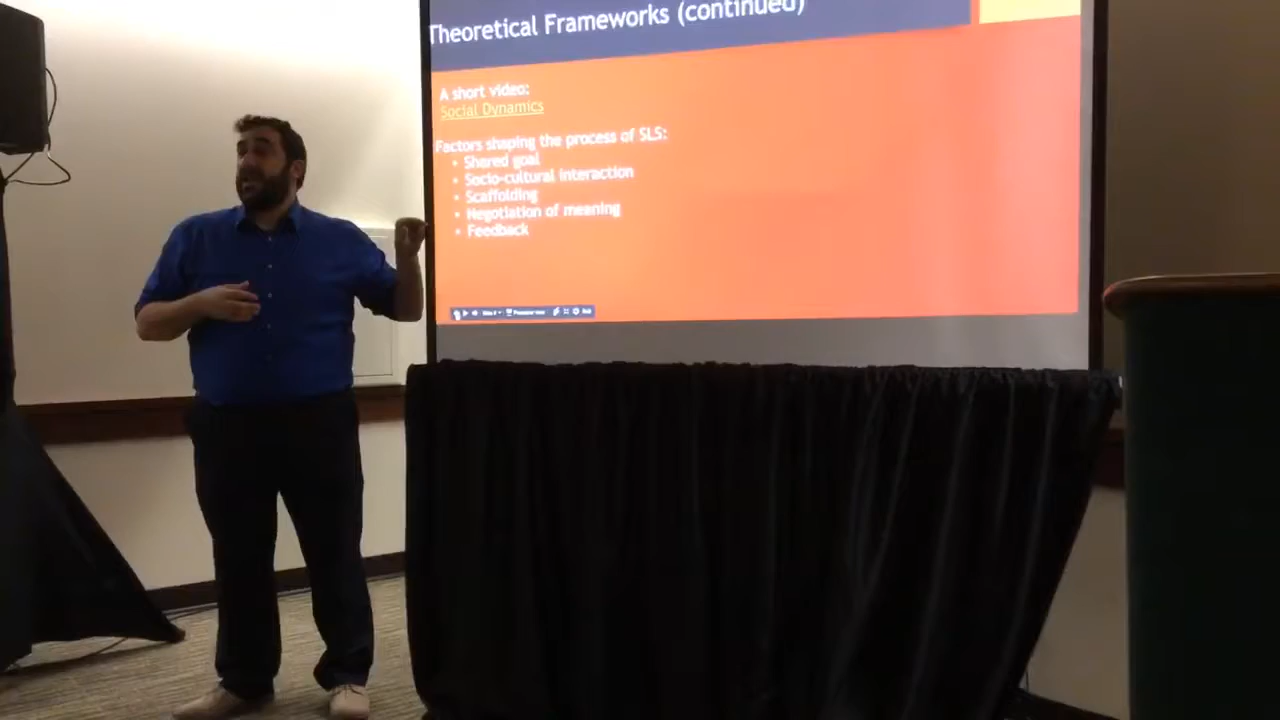 Theoretical Frameworks (continued)
A short video:
Social Dynamics
Factors shaping the process of SLS:
• Shared goal
• Socio-cultural interaction
• Scaffolding
• Negotiation of meaning
• Feedback